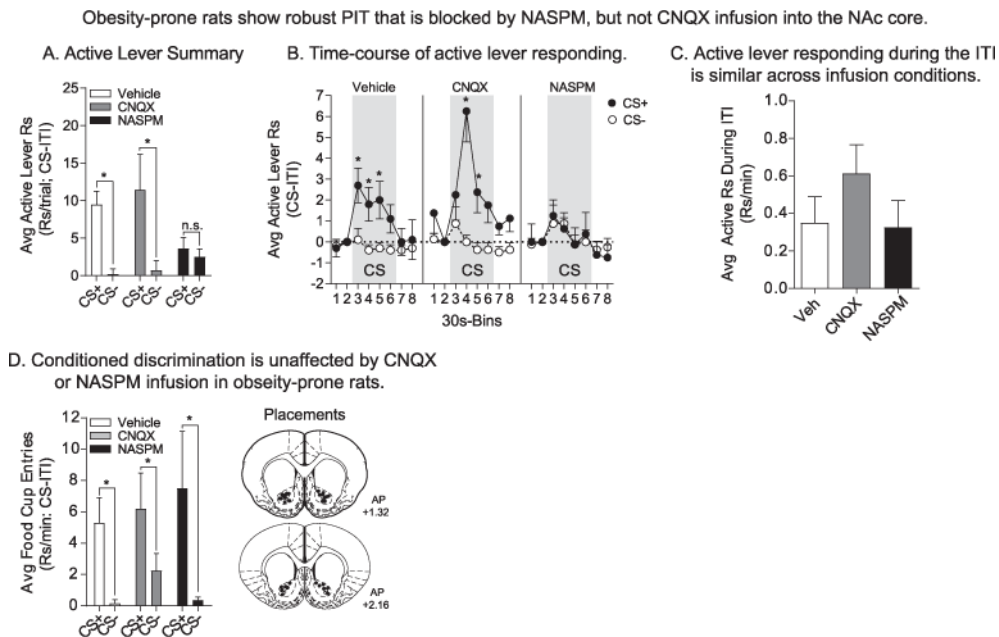 Obesity-prone rats show robust PIT that is blocked by NASPM, but not CNQX infusion into the NAc core.
A. Active Lever Summary
Vehicle
CNQX
NASPM
Avg Active Lever Rs
(Rs/trial; CS-ITI)
25
20
15
10
5
0
*
*
n.s.
CS+
CS-
CS+
CS-
CS+
CS-
B. Time-course of active lever responding.
Vehicle
CNQX
NASPM
CS+
CS-
Avg Active Lever Rs
(CS-ITI)
7
6
5
4
3
2
1
0
-1
-2
*
*
*
*
*
CS
CS
CS
1 2 3 4 5 6 7 8
1 2 3 4 5 6 7 8
1 2 3 4 5 6 7 8
30s-Bins
C. Active lever responding during the ITI
is similar across infusion conditions.
Avg Active Rs During ITI
(Rs/min)
1.0
0.8
0.6
0.4
0.2
0.0
Veh
CNQX
NASPM
D. Conditioned discrimination is unaffected by CNQX
or NASPM infusion in obseity-prone rats.
Vehicle
CNQX
NASPM
Avg Food Cup Entries
(Rs/min: CS-ITI)
12
10
8
6
4
2
0
*
*
*
CS+
CS-
CS+
CS-
CS+
CS-
Placements
AP
+1.32
AP
+2.16